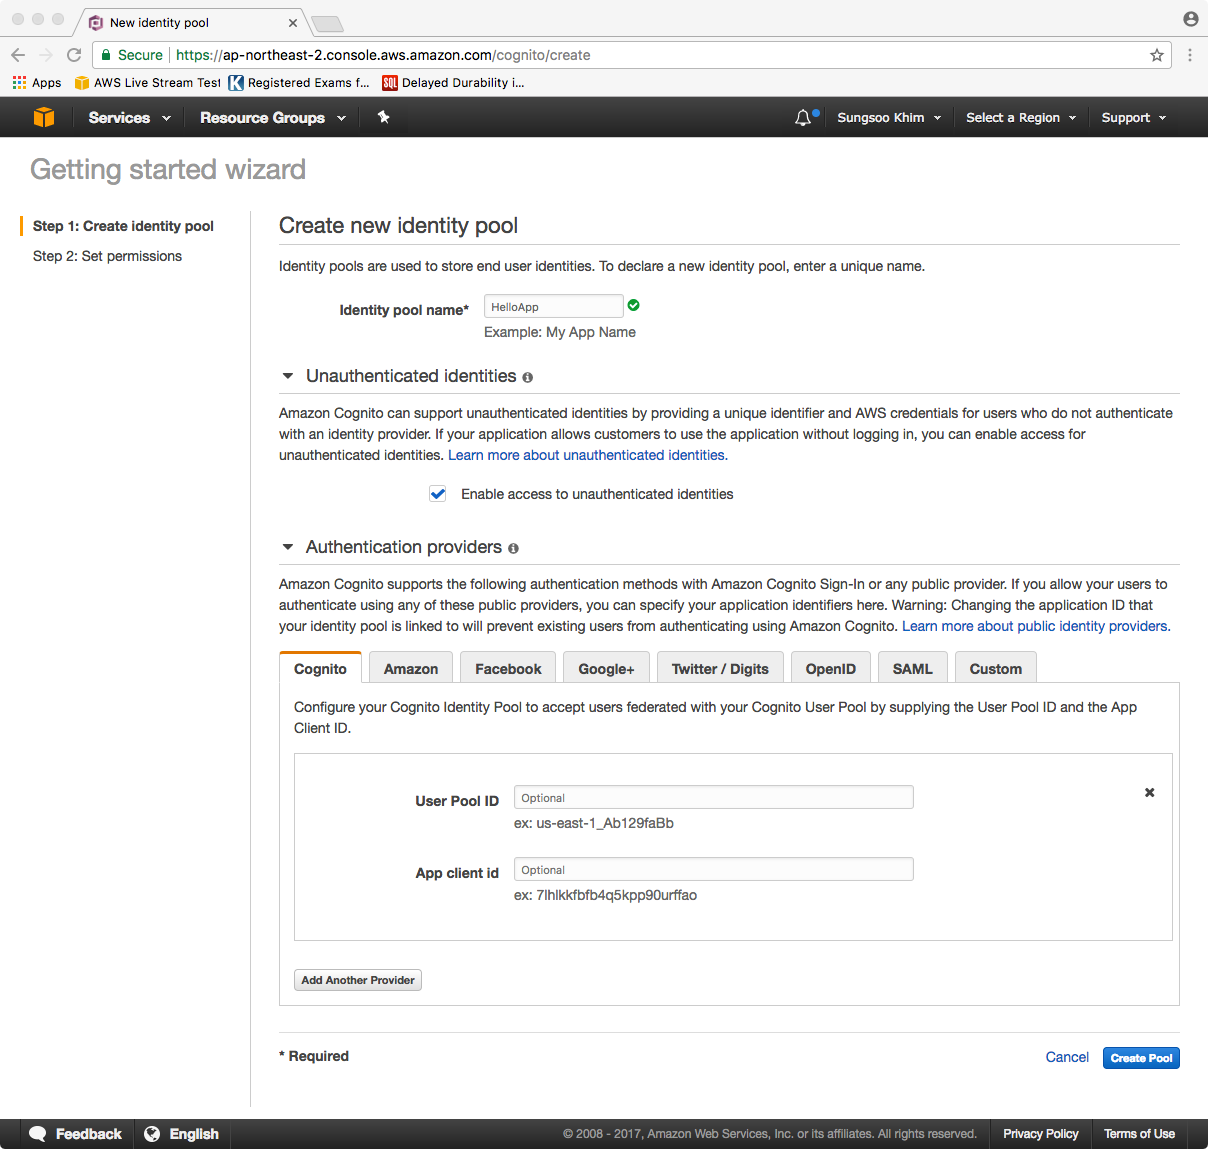 New identity pool
Secure https://ap-northeast-2.console.aws.amazon.com/cognito/create
Apps AWS Live Stream Test Registered Exams f... SQL Delayed Durability i...
Services Resource Groups Sungsoo Khim Select a Region Support
Getting started wizard
Step 1: Create identity pool
Step 2: Set permissions
Create new identity pool
Identity pools are used to store end user identities. To declare a new identity pool, enter a unique name.
Identity pool name* HelloApp
Example: My App Name
Unauthenticated identities
Amazon Cognito can support unauthenticated identities by providing a unique identifier and AWS credentials for users who do not authenticate
with an identity provider. If your application allows customers to use the application without logging in, you can enable access for
unauthenticated identities. Learn more about unauthenticated identities.
Enable access to unauthenticated identities
Authentication providers
Amazon Cognito supports the following authentication methods with Amazon Cognito Sign-In or any public provider. If you allow your users to
authenticate using any of these public providers, you can specify your application identifiers here. Warning: Changing the application ID that
your identity pool is linked to will prevent existing users from authenticating using Amazon Cognito. Learn more about public identity providers.
Cognito Amazon Facebook Google+ Twitter / Digits OpenID SAML Custom
Configure your Cognito Identity Pool to accept users federated with your Cognito User Pool by supplying the User Pool ID and the App
Client ID.
User Pool ID Optional
ex: us-east-1_Ab129faBb
App client id Optional
ex: 7lhlkkfbfb4q5kpp90urffao
Add Another Provider
* Required
Cancel Create Pool
Feedback English © 2008 - 2017, Amazon Web Services, Inc. or its affiliates. All rights reserved. Privacy Policy Terms of Use